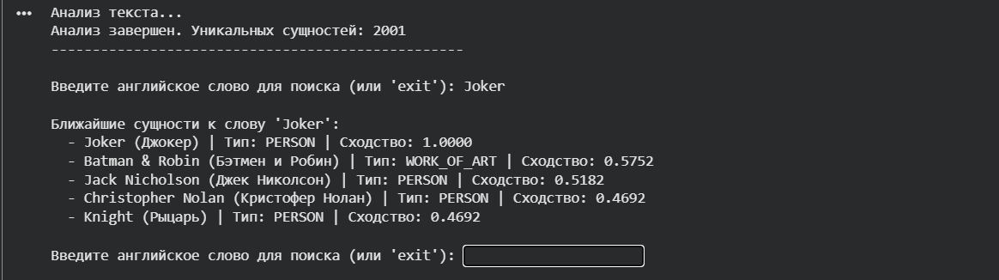 Анализ текста...
Анализ завершен. Уникальных сущностей: 2001
--------------------------------------------------
Введите английское слово для поиска (или 'exit'): Joker
Ближайшие сущности к слову 'Joker':
- Joker (Джокер) | Тип: PERSON | Сходство: 1.0000
- Batman & Robin (Бэтмен и Робин) | Тип: WORK_OF_ART | Сходство: 0.5752
- Jack Nicholson (Джек Николсон) | Тип: PERSON | Сходство: 0.5182
- Christopher Nolan (Кристофер Нолан) | Тип: PERSON | Сходство: 0.4692
- Knight (Рыцарь) | Тип: PERSON | Сходство: 0.4692
Введите английское слово для поиска (или 'exit'):